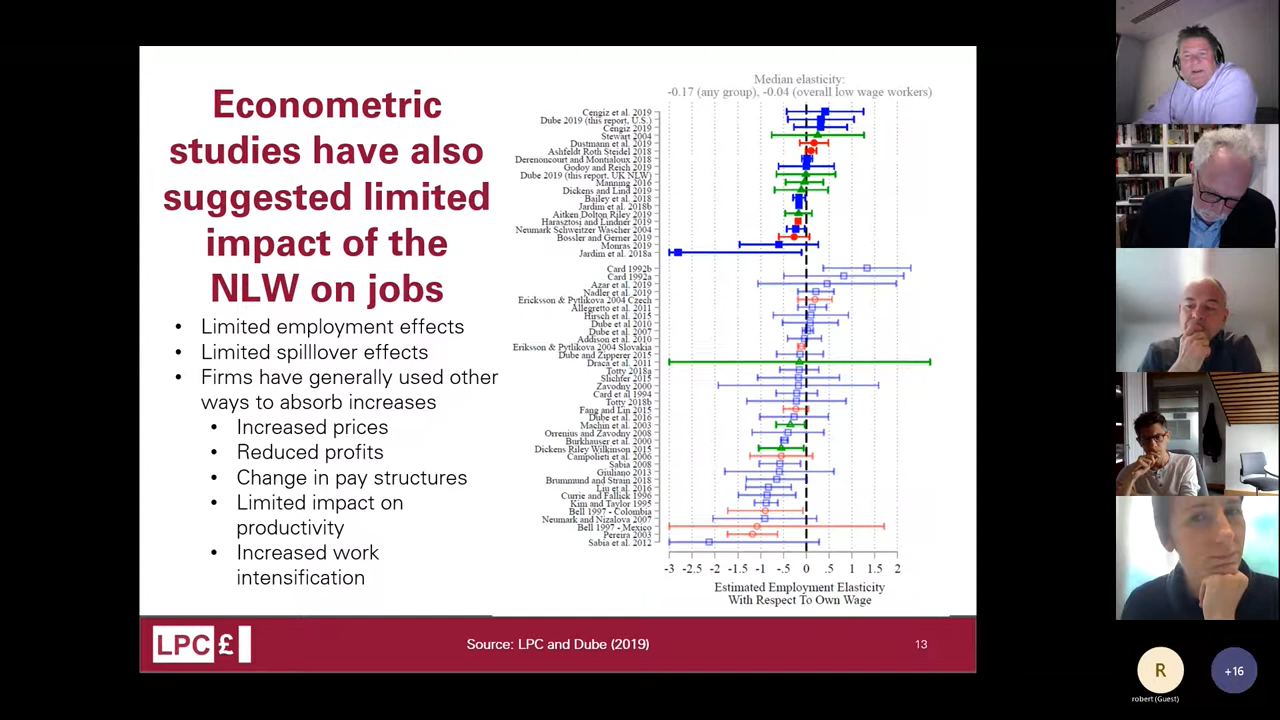 Econometric
studies have also
suggested limited
impact of the
NLW on jobs
• Limited employment effects
• Limited spilllover effects
• Firms have generally used other
ways to absorb increases
• Increased prices
• Reduced profits
• Change in pay structures
• Limited impact on
productivity
• Increased work
intensification
Median elasticity:
-0.17 (any group), -0.04 (overall low wage workers)
Cengiz et al. 2019
Dube 2019 (this report, U.S.)
Cengiz 2019
Stewart 2004
Dustmann et al. 2019
Ashfeldt Roth Steidel 2018
Derenoncourt and Montialoux 2018
Godoy and Reich 2019
Dube 2019 (this report, UK NLW)
Manning 2016
Dickens and Lind 2019
Bailey et al. 2018
Jardim et al. 2018b
Aitken Dolton Riley 2019
Harasztosi and Lindner 2019
Neumark Schweitzer Wascher 2004
Bossler and Gerner 2019
Monras 2019
Jardim et al. 2018a
Card 1992b
Card 1992a
Azar et al. 2019
Nadler et al. 2019
Ericksson & Pytlikova 2004 Czech
Allegretto et al. 2011
Hirsch et al. 2015
Dube et al 2010
Dube et al. 2007
Addison et al. 2010
Eriksson & Pytlikova 2004 Slovakia
Dube and Zipperer 2015
Draca et al. 2011
Totty 2018a
Slichter 2015
Zavodny 2000
Card et al 1994
Totty 2018b
Fang and Lin 2015
Dube et al. 2016
Machin et al. 2003
Orrenius and Zavodny 2008
Burkhauser et al. 2000
Dickens Riley Wilkinson 2015
Campolieti et al. 2006
Sabia 2008
Giuliano 2013
Brummund and Strain 2018
Liu et al. 2016
Currie and Fallick 1996
Kim and Taylor 1995
Bell 1997 - Colombia
Neumark and Nizalova 2007
Bell 1997 - Mexico
Pereira 2003
Sabia et al. 2012
-3 -2.5 -2 -1.5 -1 -.5 0 .5 1 1.5 2
Estimated Employment Elasticity
With Respect To Own Wage
LPC £
Source: LPC and Dube (2019)
13
R
robert (Guest)
+16